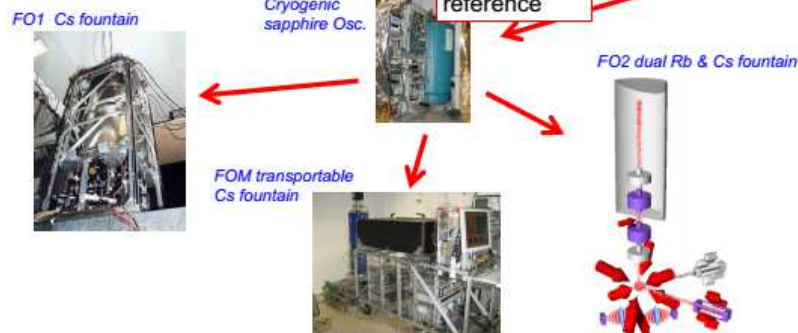 FO1 Cs fountain
Cryogenic
sapphire Osc.
reference
FO2 dual Rb & Cs fountain
FOM transportable
Cs fountain